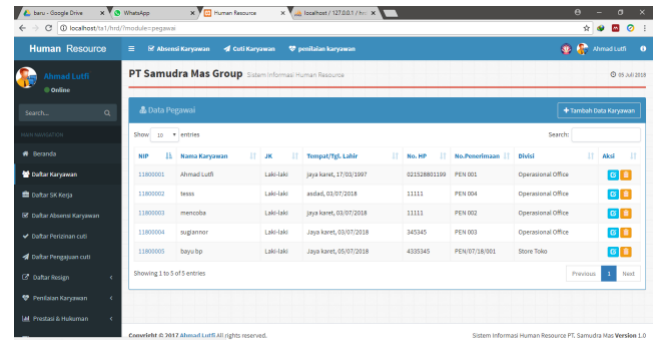 baru - Google Drive
WhatsApp
Human Resource
localhost / 127.0.0.1 /
localhost/ta1/hrd/?module=pegawai
Human Resource
Absensi Karyawan
Cuti Karyawan
penilaian karyawan
Ahmad Lutfi
Ahmad Lutfi
Online
PT Samudra Mas Group Sistem Informasi Human Resource
05 Juli 2018
Search...
MAIN NAVIGATION
Beranda
Daftar Karyawan
Daftar SK Kerja
Daftar Absensi Karyawan
Daftar Perizinan cuti
Daftar Pengajuan cuti
Daftar Resign
Penilaian Karyawan
Prestasi & Hukuman
Data Pegawai
Tambah Data Karyawan
Show 10 entries
Search:
NIP Nama Karyawan JK Tempat/Tgl. Lahir No. HP No.Penerimaan Divisi Aksi
11800001 Ahmad Lutfi Laki-laki jaya karet, 17/03/1997 021528801199 PEN 001 Operasional Office
11800002 tesss Laki-laki asdad, 03/07/2018 11111 PEN 004 Operasional Office
11800003 mencoba Laki-laki jaya karet, 03/07/2018 11111 PEN 002 Operasional Office
11800004 sugiannor Laki-laki Jaya karet, 03/07/2018 345345 PEN 003 Operasional Office
11800005 bayu bp Laki-laki Jaya karet, 05/07/2018 4335345 PEN/07/18/001 Store Toko
Showing 1 to 5 of 5 entries
Previous 1 Next
Copyright © 2017 Ahmad Lutfi All rights reserved.
Sistem Informasi Human Resource PT. Samudra Mas Version 1.0